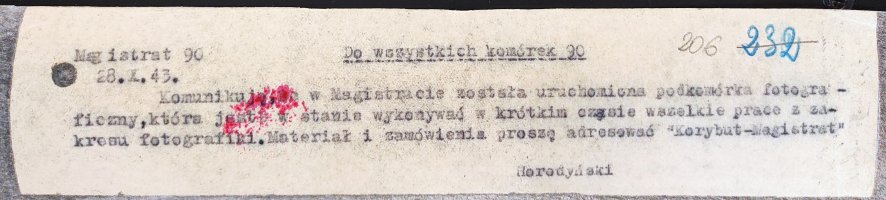 Magistrat 90 Do wszystkich komórek 90 206 232
28.X.43.
Komunikuję, że w Magistracie została uruchomiona podkomórka fotogra-
ficzny,która jest w stanie wykonywać w krótkim czasie wszelkie prace z za-
kresu fotografiki.Materiał i zamówienia proszę adresować "Korybut-Magistrat"
Horodyński